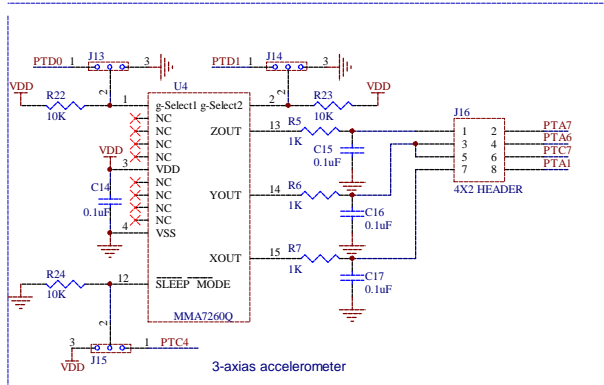 J13
J14
PTD0 1 3
PTD1 1 3
2
2
VDD
R22
10K
U4
R23
10K
VDD
1 g-Select1 g-Select2 2
NC
NC
NC
NC
ZOUT 13 R5
1K
J16
1 2 PTA7
3 4 PTA6
5 6 PTC7
7 8 PTA1
4X2 HEADER
VDD
3 VDD
C15
0.1uF
C14
0.1uF
NC
NC
NC
NC
YOUT 14 R6
1K
C16
0.1uF
4 VSS
XOUT 15 R7
1K
R24
10K
12 SLEEP MODE
C17
0.1uF
MMA7260Q
2
3 1 PTC4
VDD J15
3-axias accelerometer